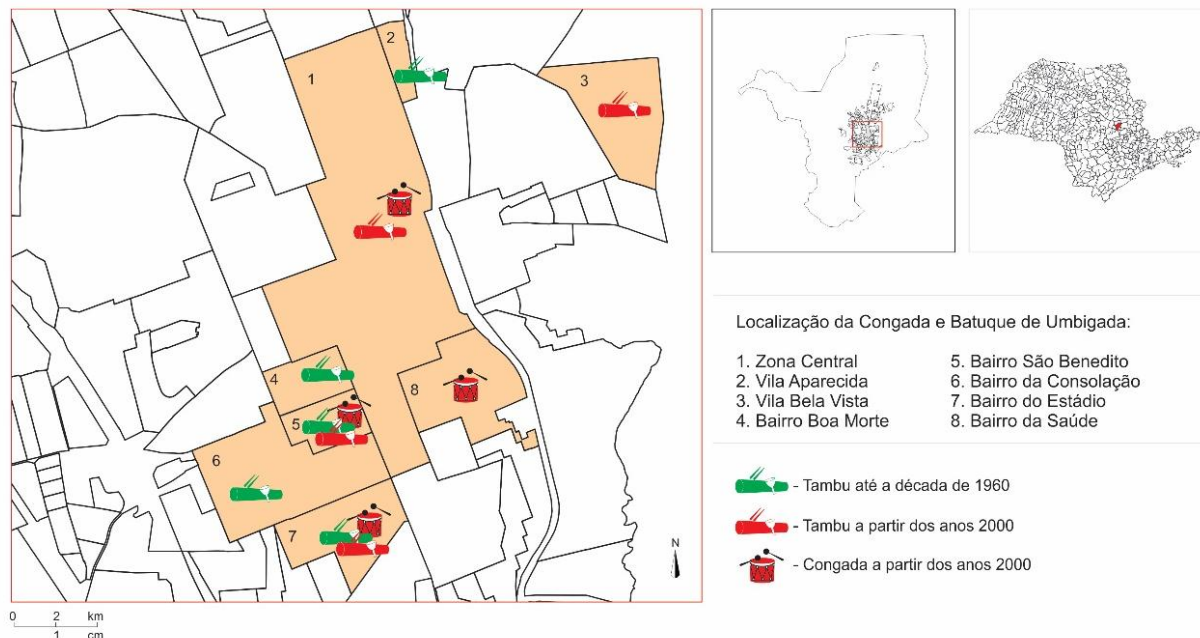 1
2
3
4
5
6
7
8
N
0 2 km
1 cm
Localização da Congada e Batuque de Umbigada:
1. Zona Central
2. Vila Aparecida
3. Vila Bela Vista
4. Bairro Boa Morte
5. Bairro São Benedito
6. Bairro da Consolação
7. Bairro do Estádio
8. Bairro da Saúde
- Tambu até a década de 1960
- Tambu a partir dos anos 2000
- Congada a partir dos anos 2000